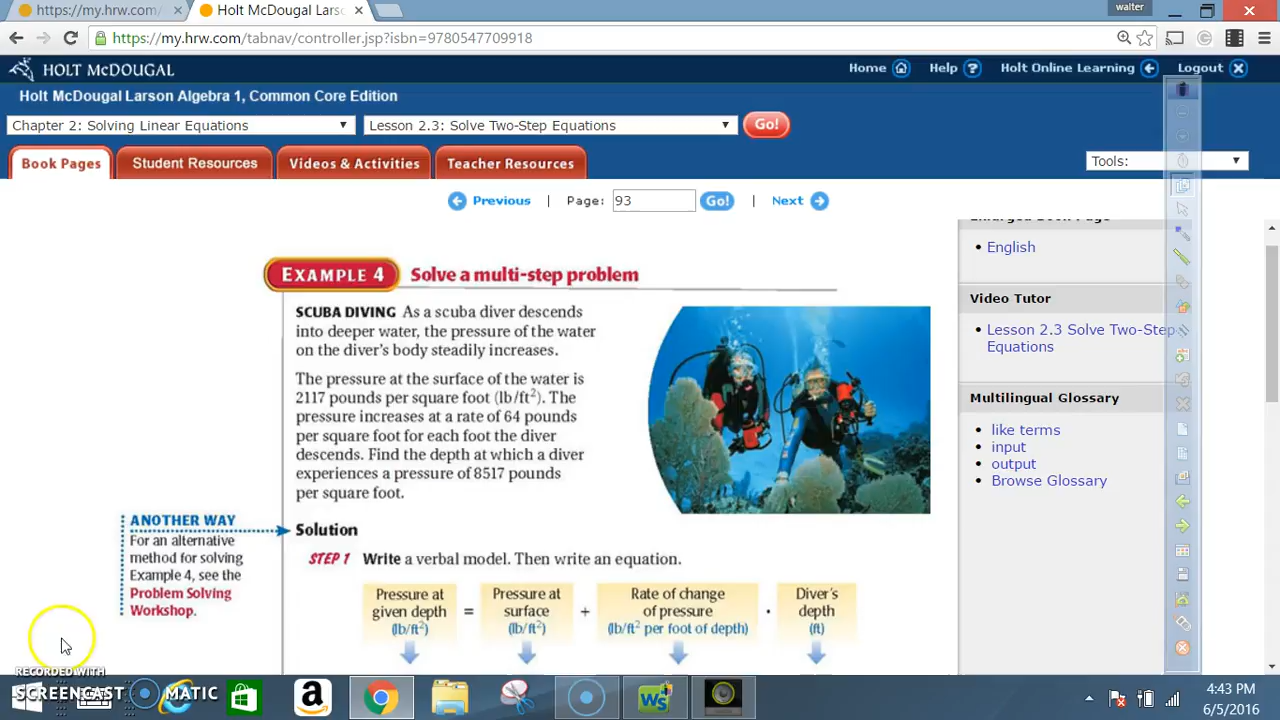 https://my.hrw.com/
Holt McDougal Larson Alge
walter
https://my.hrw.com/tabnav/controller.jsp?isbn=9780547709918
HOLT MCDOUGAL
Home
Help
Holt Online Learning
Logout
Holt McDougal Larson Algebra 1, Common Core Edition
Chapter 2: Solving Linear Equations
Lesson 2.3: Solve Two-Step Equations
Go!
Book Pages
Student Resources
Videos & Activities
Teacher Resources
Tools:
Previous | Page: 93 Go! | Next
Enlarged Book Page
• English
Video Tutor
• Lesson 2.3 Solve Two-Step
Equations
Multilingual Glossary
• like terms
• input
• output
• Browse Glossary
EXAMPLE 4 Solve a multi-step problem
SCUBA DIVING As a scuba diver descends
into deeper water, the pressure of the water
on the diver's body steadily increases.
The pressure at the surface of the water is
2117 pounds per square foot (lb/ft²). The
pressure increases at a rate of 64 pounds
per square foot for each foot the diver
descends. Find the depth at which a diver
experiences a pressure of 8517 pounds
per square foot.
ANOTHER WAY
For an alternative
method for solving
Example 4, see the
Problem Solving
Workshop.
Solution
STEP 1 Write a verbal model. Then write an equation.
Pressure at
given depth
(lb/ft²)
=
Pressure at
surface
(lb/ft²)
+
Rate of change
of pressure
(lb/ft² per foot of depth)
·
Diver's
depth
(ft)
RECORDED WITH
SCREENCAST MATIC
4:43 PM
6/5/2016